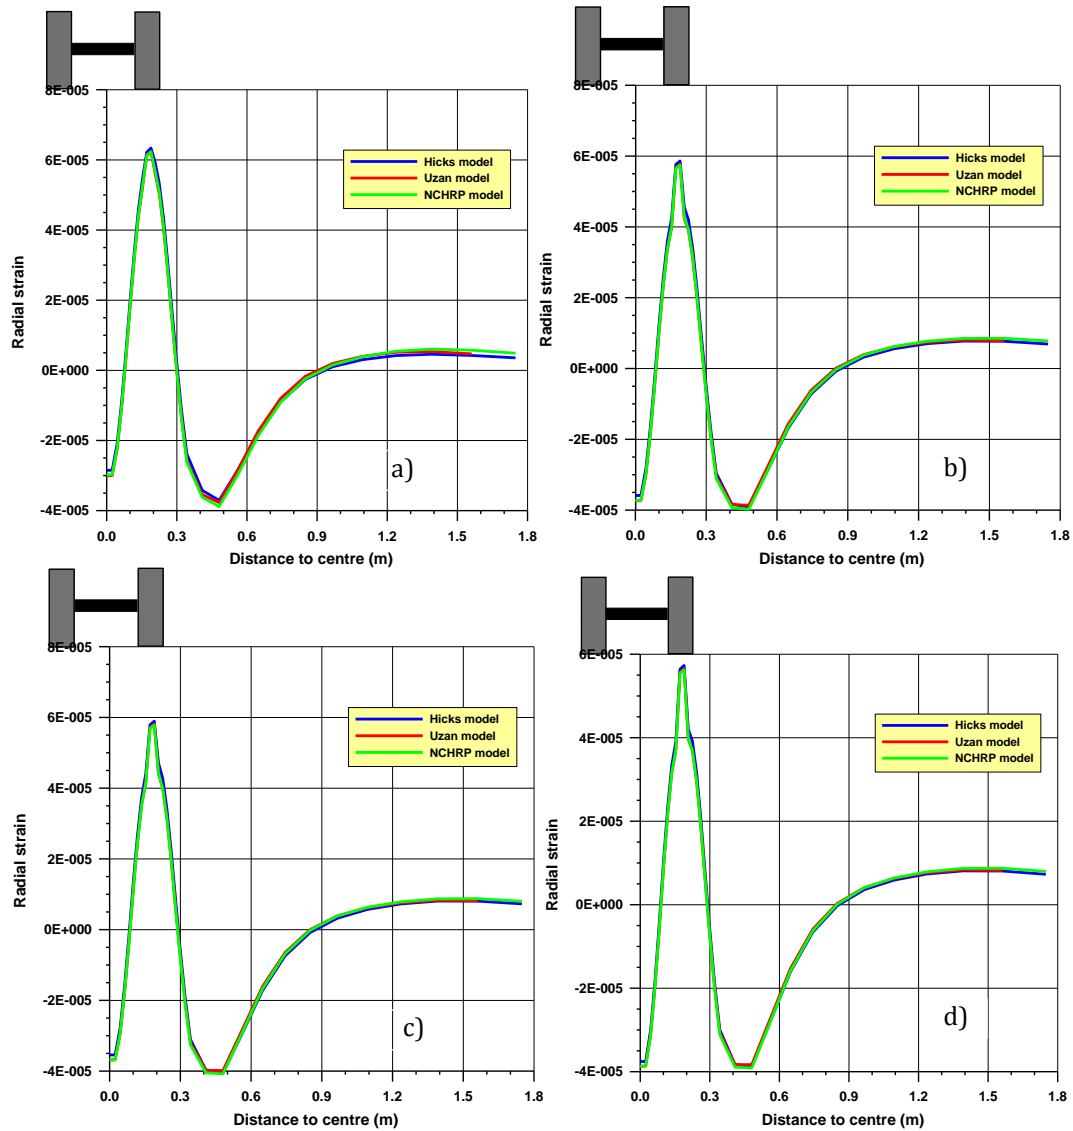 8E-005
6E-005
4E-005
2E-005
0E+000
-2E-005
-4E-005
Radial strain
Hicks model
Uzan model
NCHRP model
a)
0.0 0.3 0.6 0.9 1.2 1.5 1.8
Distance to centre (m)
8E-005
6E-005
4E-005
2E-005
0E+000
-2E-005
-4E-005
Radial strain
Hicks model
Uzan model
NCHRP model
b)
0.0 0.3 0.6 0.9 1.2 1.5 1.8
Distance to centre (m)
8E-005
6E-005
4E-005
2E-005
0E+000
-2E-005
-4E-005
Radial strain
Hicks model
Uzan model
NCHRP model
c)
0.0 0.3 0.6 0.9 1.2 1.5 1.8
Distance to centre (m)
6E-005
4E-005
2E-005
0E+000
-2E-005
-4E-005
Radial strain
Hicks model
Uzan model
NCHRP model
d)
0.0 0.3 0.6 0.9 1.2 1.5 1.8
Distance to centre (m)